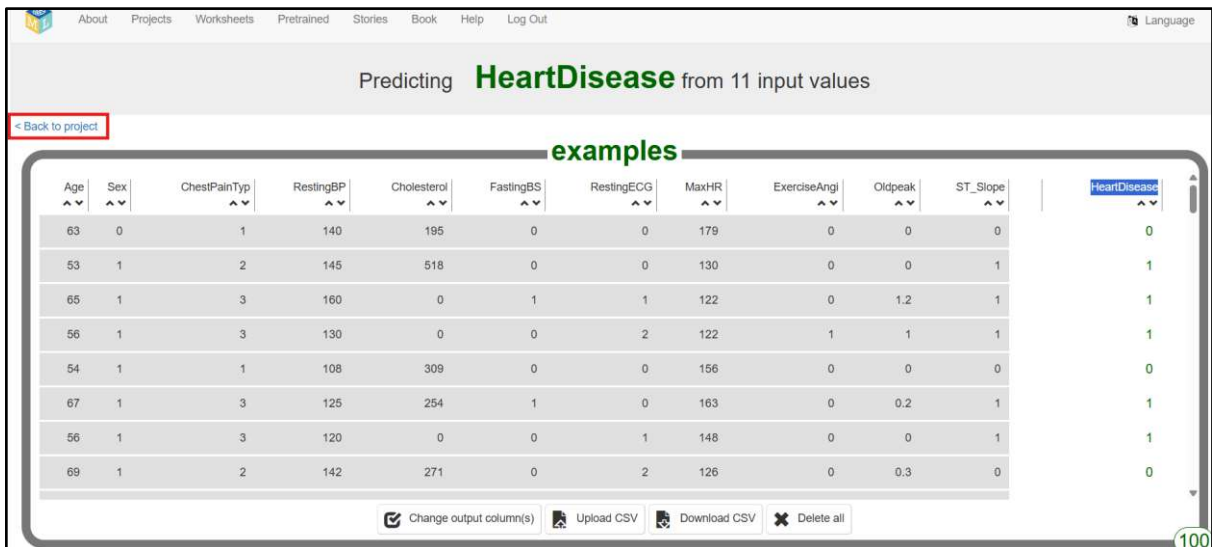 About Projects Worksheets Pretrained Stories Book Help Log Out Language
Predicting HeartDisease from 11 input values
< Back to project
examples
Age Sex ChestPainTyp RestingBP Cholesterol FastingBS RestingECG MaxHR ExerciseAngi Oldpeak ST_Slope HeartDisease
63 0 1 140 195 0 0 179 0 0 0 0
53 1 2 145 518 0 0 130 0 0 1 1
65 1 3 160 0 1 1 122 0 1.2 1 1
56 1 3 130 0 0 2 122 1 1 1 1
54 1 1 108 309 0 0 156 0 0 0 0
67 1 3 125 254 1 0 163 0 0.2 1 1
56 1 3 120 0 0 1 148 0 0 1 1
69 1 2 142 271 0 2 126 0 0.3 0 0
Change output column(s) Upload CSV Download CSV Delete all
100